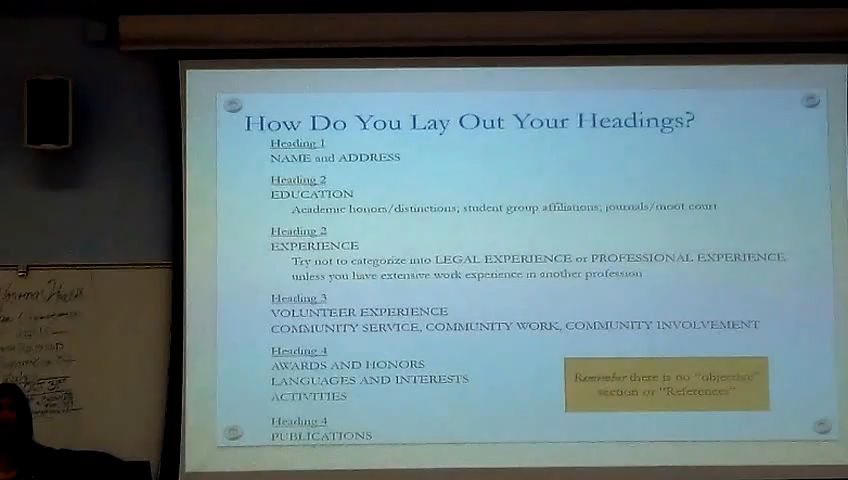 How Do You Lay Out Your Headings?
Heading 1
NAME and ADDRESS
Heading 2
EDUCATION
Academic honors/distinctions, student group affiliations, journals/moot court
Heading 2
EXPERIENCE
Try not to categorize into LEGAL EXPERIENCE or PROFESSIONAL EXPERIENCE
unless you have extensive work experience in another profession
Heading 3
VOLUNTEER EXPERIENCE
COMMUNITY SERVICE, COMMUNITY WORK, COMMUNITY INVOLVEMENT
Heading 4
AWARDS AND HONORS
LANGUAGES AND INTERESTS
ACTIVITIES
Remember there is no "objective"
section or "References"
Heading 4
PUBLICATIONS